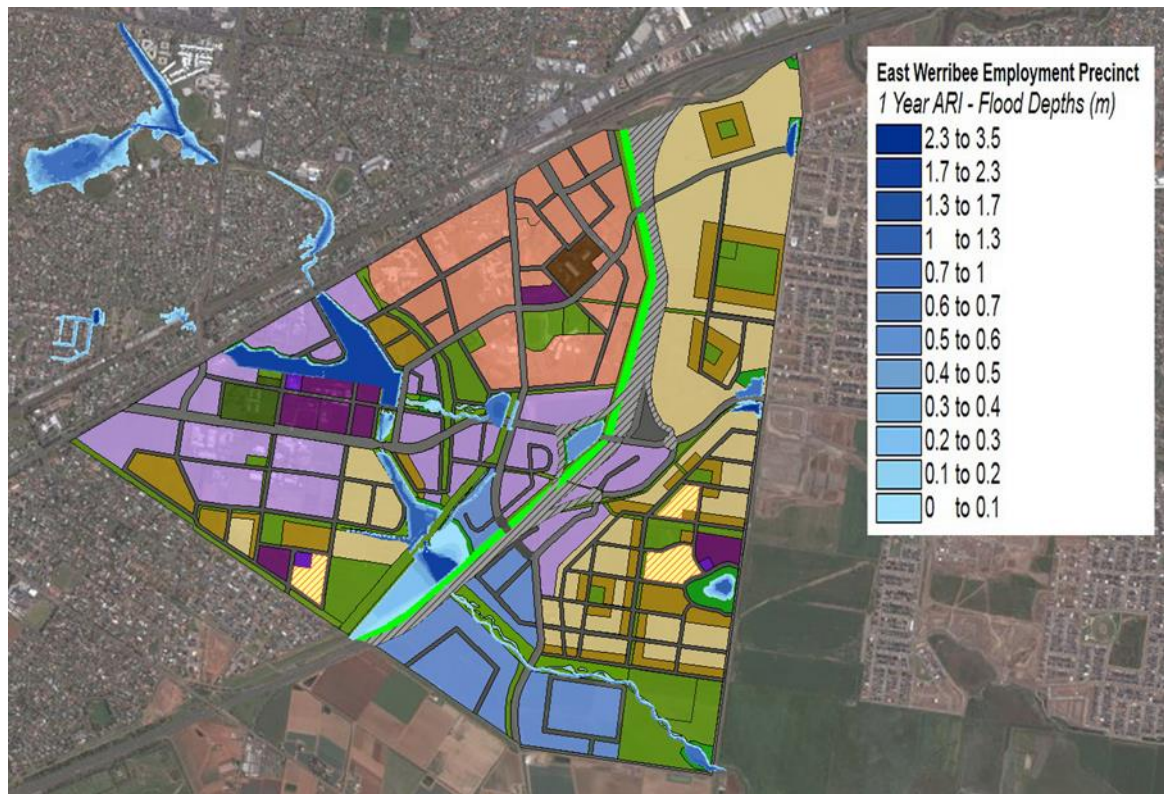 East Werribee Employment Precinct
1 Year ARI - Flood Depths (m)
2.3 to 3.5
1.7 to 2.3
1.3 to 1.7
1 to 1.3
0.7 to 1
0.6 to 0.7
0.5 to 0.6
0.4 to 0.5
0.3 to 0.4
0.2 to 0.3
0.1 to 0.2
0 to 0.1